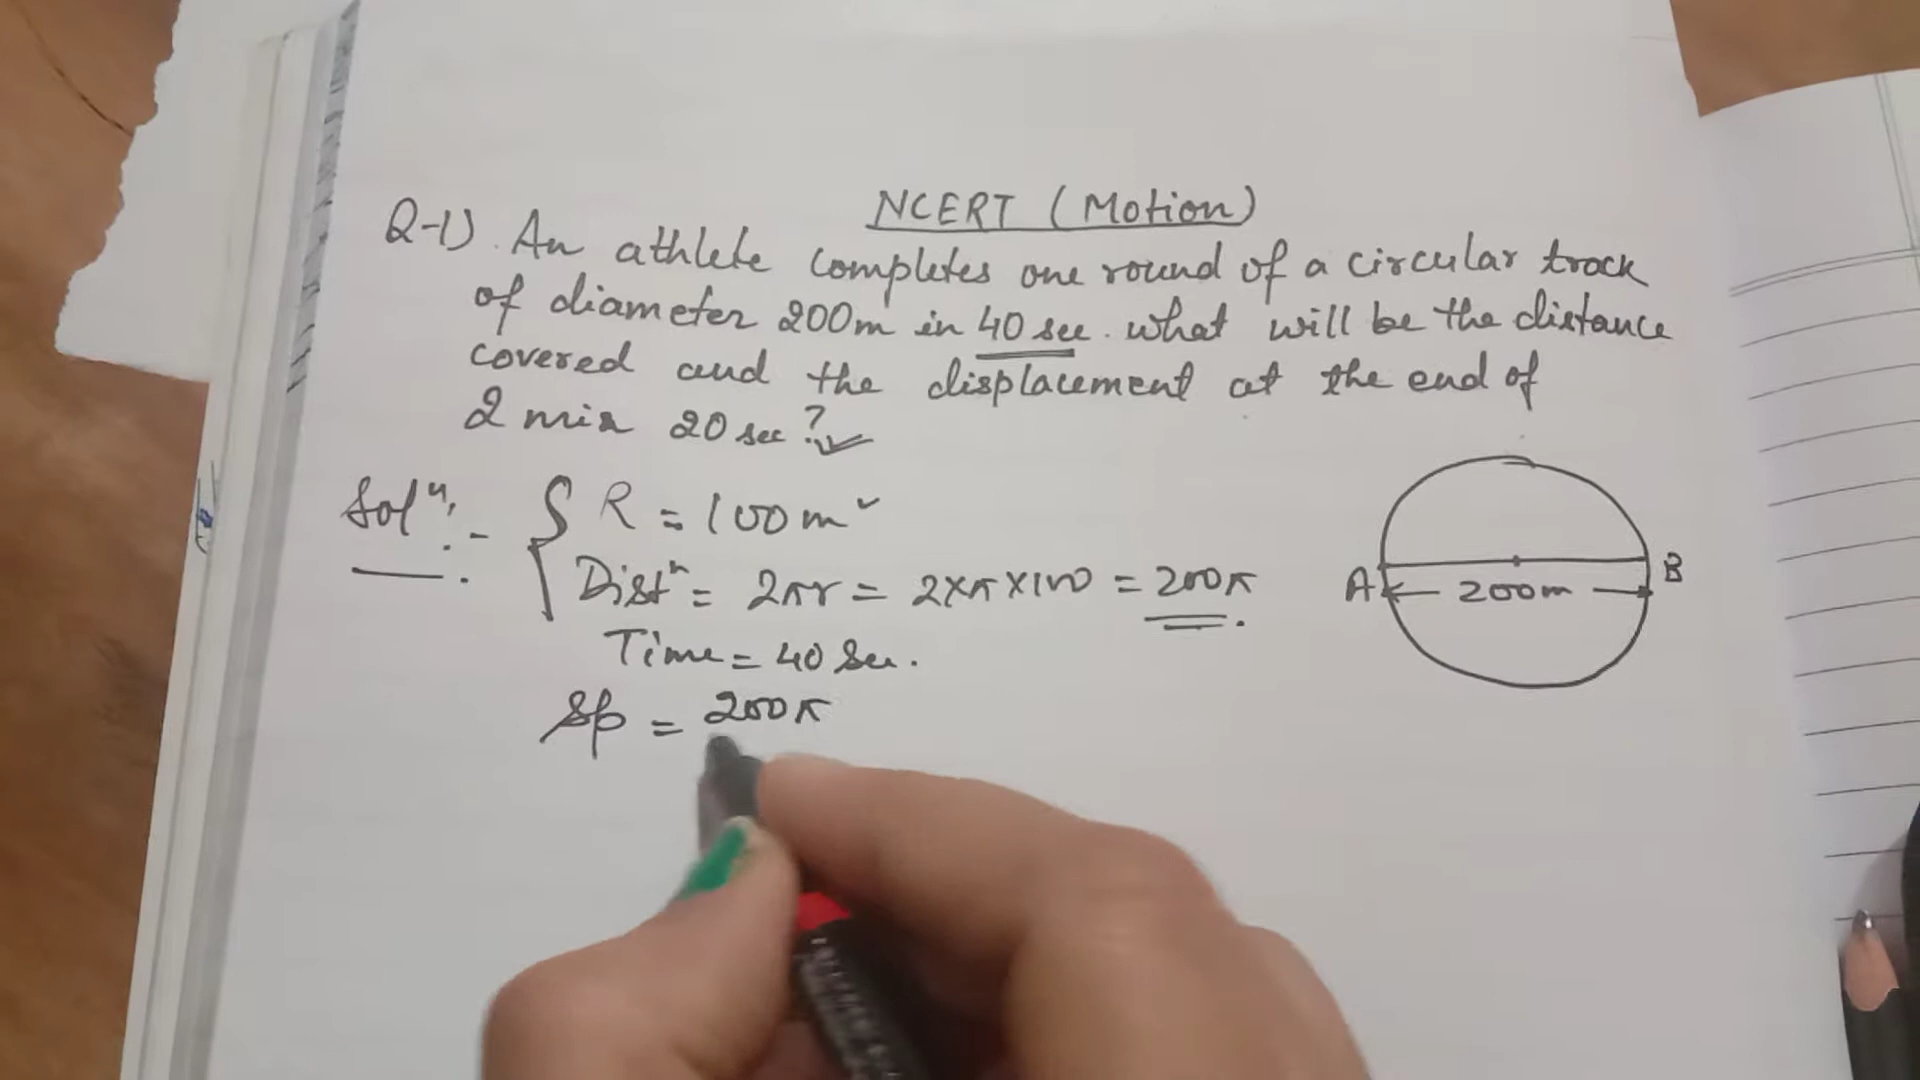 NCERT (Motion)
Q-1) An athlete completes one round of a circular track
of diameter 200m in 40 sec. what will be the distance
covered and the displacement at the end of
2 min 20 sec?
Solⁿ:-
R = 100m
Distⁿ = 2πr = 2×π×100 = 200π
Time = 40 Sec.
Sp = 200π
A 200m B